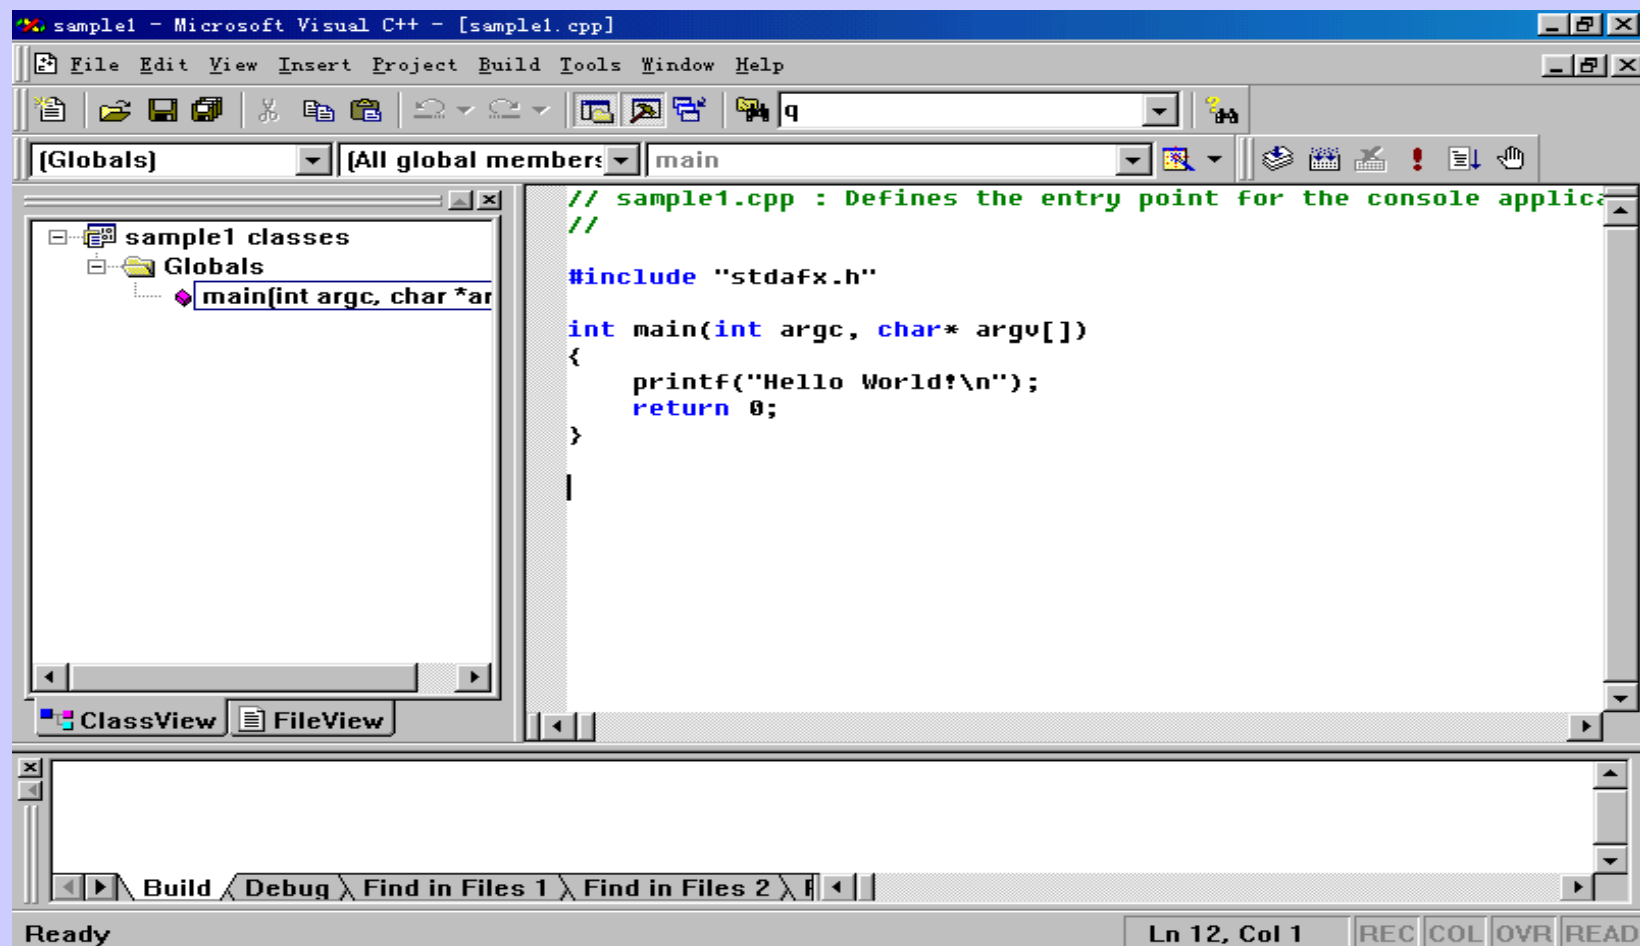 sample1 - Microsoft Visual C++ - [sample1.cpp]
File Edit View Insert Project Build Tools Window Help
q
(Globals) (All global members main
sample1 classes
Globals
main(int argc, char *ar
ClassView FileView
// sample1.cpp : Defines the entry point for the console applica
//
#include "stdafx.h"
int main(int argc, char* argv[])
{
printf("Hello World!\n");
return 0;
}
Build Debug Find in Files 1 Find in Files 2
Ready Ln 12, Col 1 REC COL OVR READ